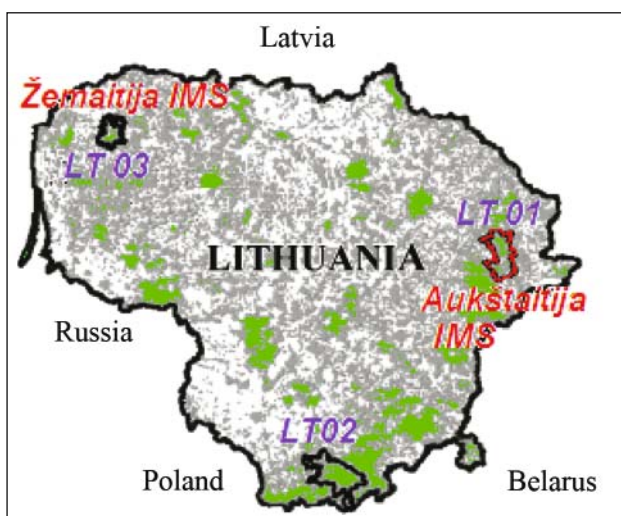 Latvia
Žemaitija IMS
LT 03
LT 01
LITHUANIA
Aukštaitija
IMS
Russia
LT02
Poland
Belarus